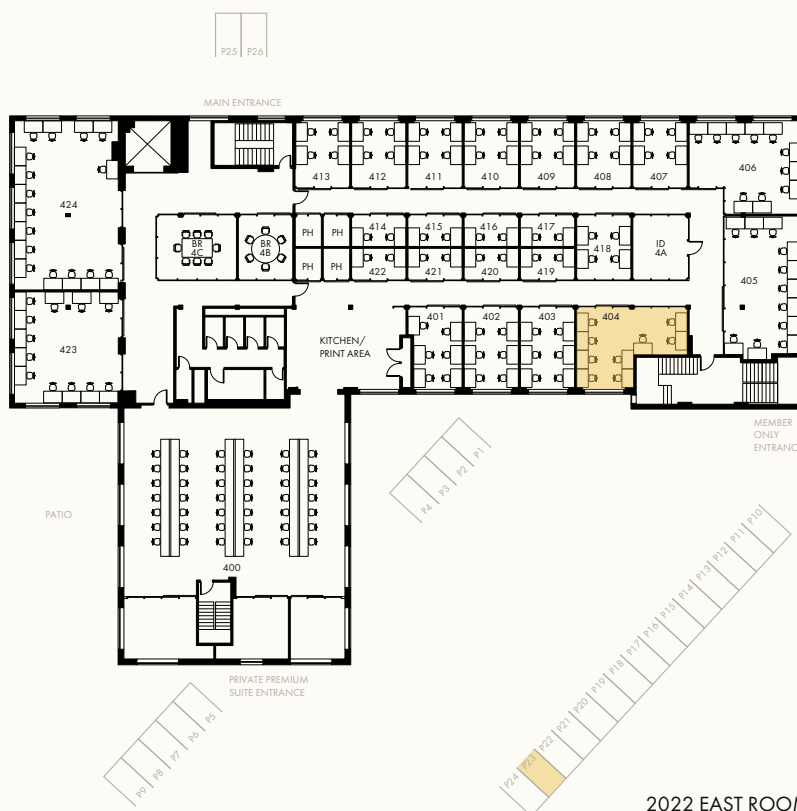 P25 P26
MAIN ENTRANCE
413 412 411 410 409 408 407
406
424
BR
4C
BR
4B
PH PH
414 415 416 417
418
ID
4A
PH PH
422 421 420 419
405
423
KITCHEN/
PRINT AREA
401 402 403 404
MEMBER
ONLY
P1
P2
P3
P4
PATIO
400
P10
P11
P12
P13
P14
P15
P16
P17
P18
P19
P20
P21
P22
P23
P24
PRIVATE PREMIUM
SUITE ENTRANCE
P5
P6
P7
P8
P9
2022 EAST